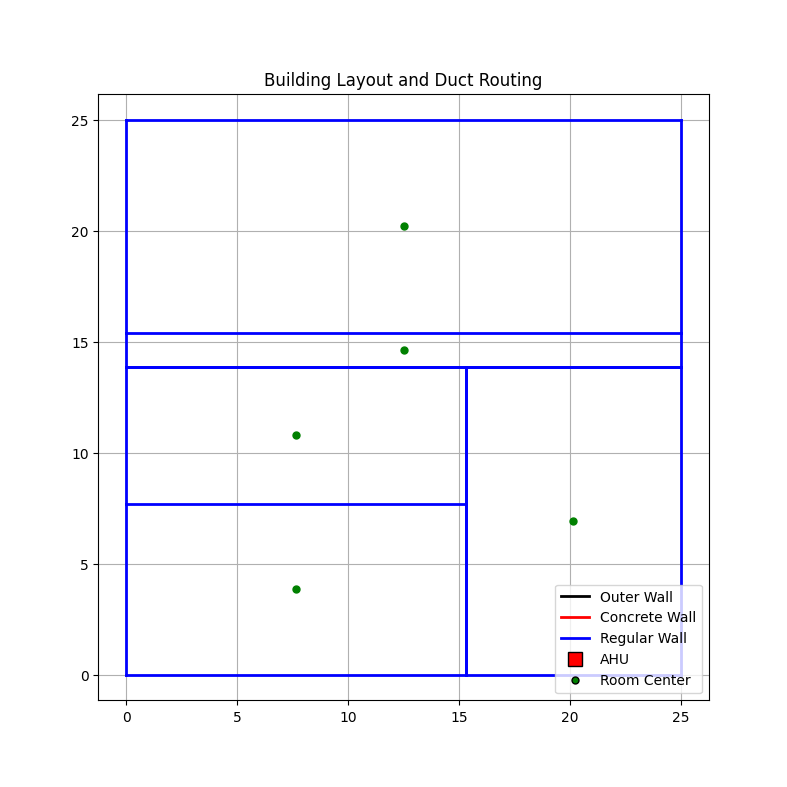 Building Layout and Duct Routing
25
20
15
10
5
0
Outer Wall
Concrete Wall
Regular Wall
AHU
Room Center
0 5 10 15 20 25